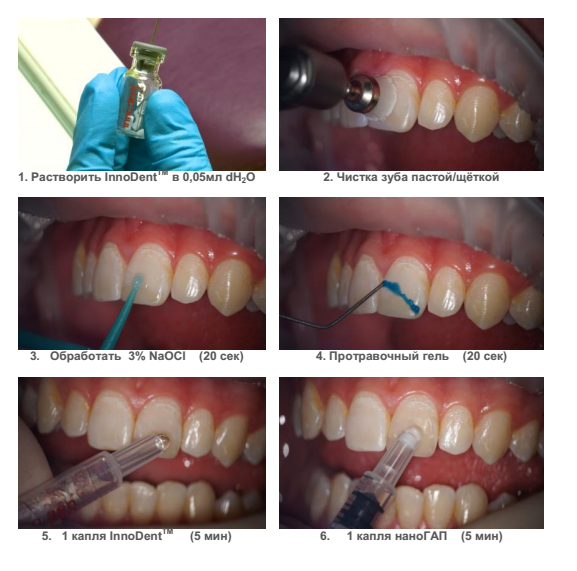 1. Растворить InnoDent™ в 0,05мл dH₂O
2. Чистка зуба пастой/щёткой
3. Обработать 3% NaOCl (20 сек)
4. Протравочный гель (20 сек)
5. 1 капля InnoDent™ (5 мин)
6. 1 капля наноГАП (5 мин)